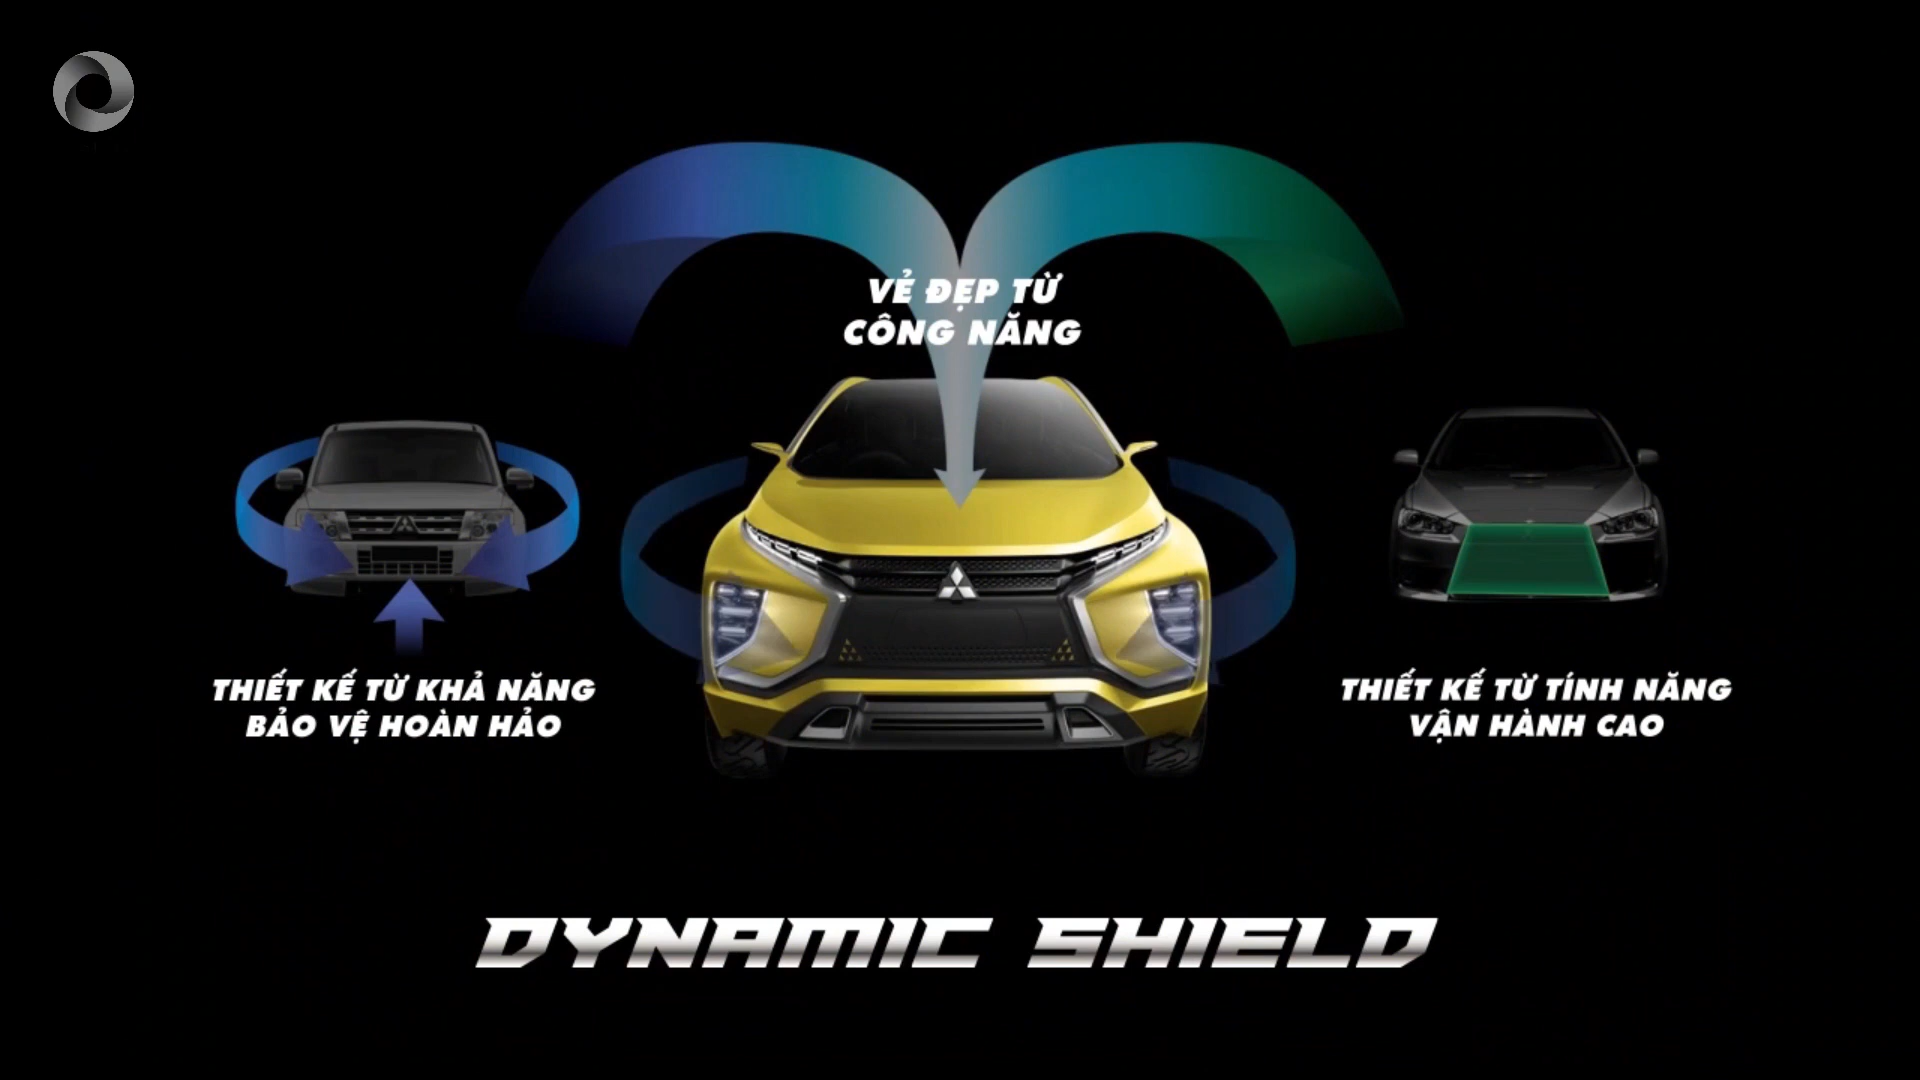 VẺ ĐẸP TỪ
CÔNG NĂNG
THIẾT KẾ TỪ KHẢ NĂNG
BẢO VỆ HOÀN HẢO
THIẾT KẾ TỪ TÍNH NĂNG
VẬN HÀNH CAO
DYNAMIC SHIELD